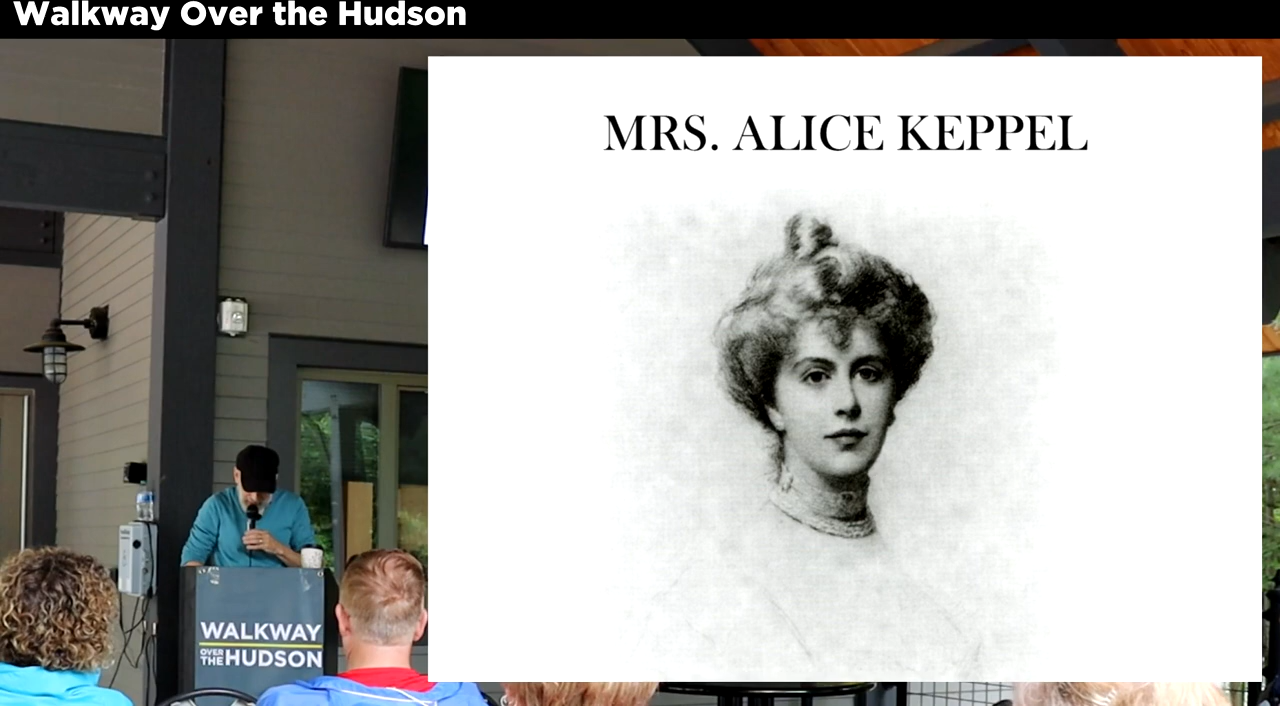 Walkway Over the Hudson
MRS. ALICE KEPPEL
WALKWAY
OVER THE HUDSON